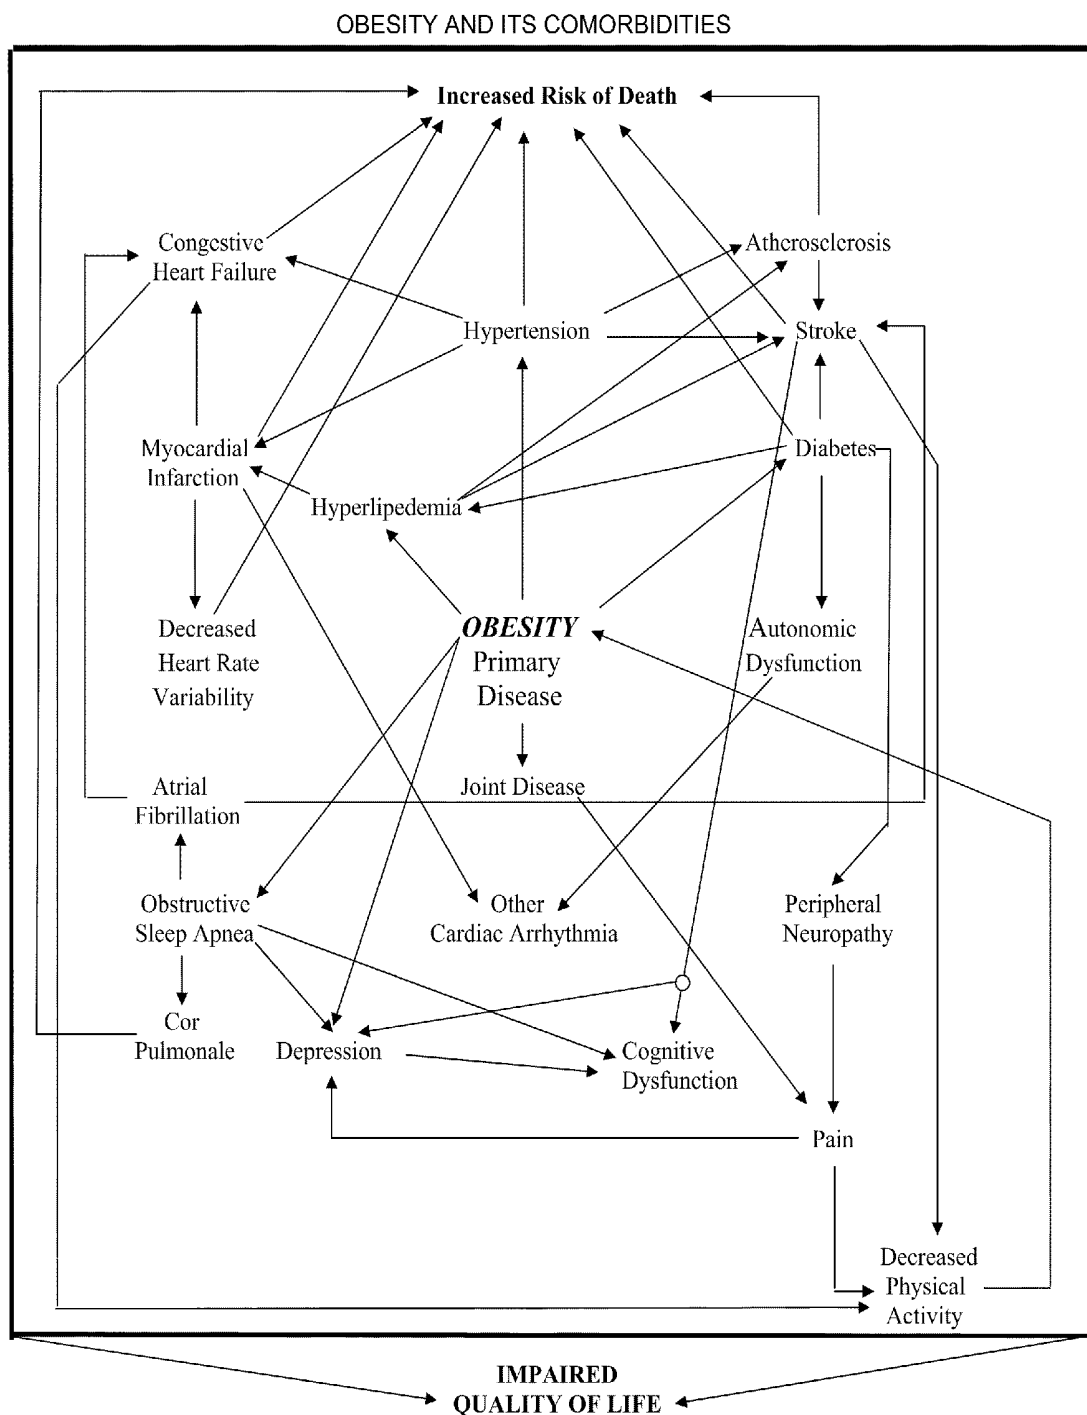 OBESITY AND ITS COMORBIDITIES
Increased Risk of Death
Congestive
Heart Failure
Atherosclerosis
Hypertension
Stroke
Myocardial
Infarction
Diabetes
Hyperlipedemia
Decreased
Heart Rate
Variability
OBESITY
Primary
Disease
Autonomic
Dysfunction
Atrial
Fibrillation
Joint Disease
Obstructive
Sleep Apnea
Other
Cardiac Arrhythmia
Peripheral
Neuropathy
Cor
Pulmonale
Depression
Cognitive
Dysfunction
Pain
Decreased
Physical
Activity
IMPAIRED
QUALITY OF LIFE